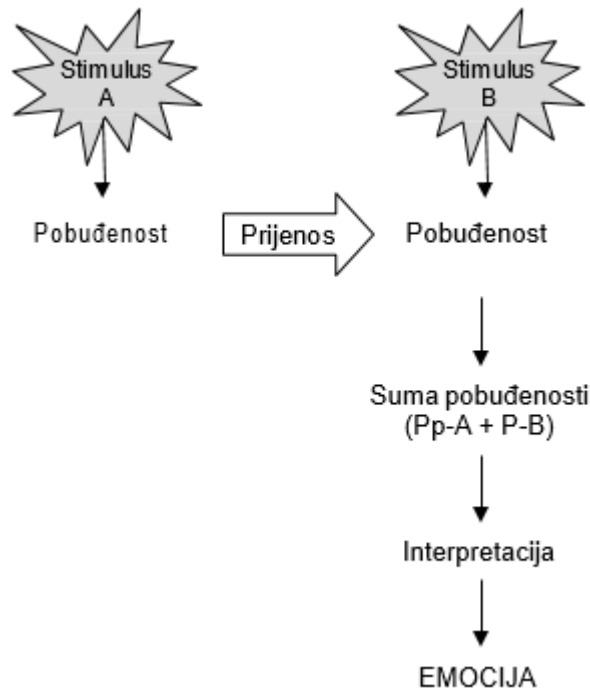 Stimulus
A
Stimulus
B
Pobuđenost
Prijenos
Pobuđenost
Suma pobuđenosti
(Pp-A + P-B)
Interpretacija
EMOCIJA